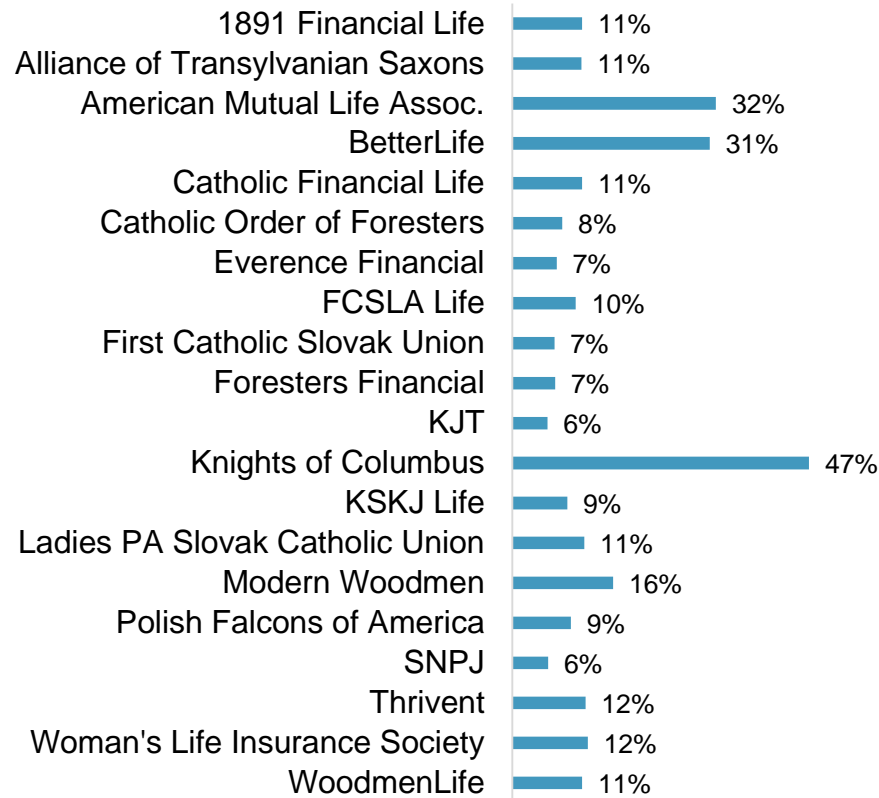 1891 Financial Life 11%
Alliance of Transylvanian Saxons 11%
American Mutual Life Assoc. 32%
BetterLife 31%
Catholic Financial Life 11%
Catholic Order of Foresters 8%
Everence Financial 7%
FCSLA Life 10%
First Catholic Slovak Union 7%
Foresters Financial 7%
KJT 6%
Knights of Columbus 47%
KSKJ Life 9%
Ladies PA Slovak Catholic Union 11%
Modern Woodmen 16%
Polish Falcons of America 9%
SNPJ 6%
Thrivent 12%
Woman's Life Insurance Society 12%
WoodmenLife 11%